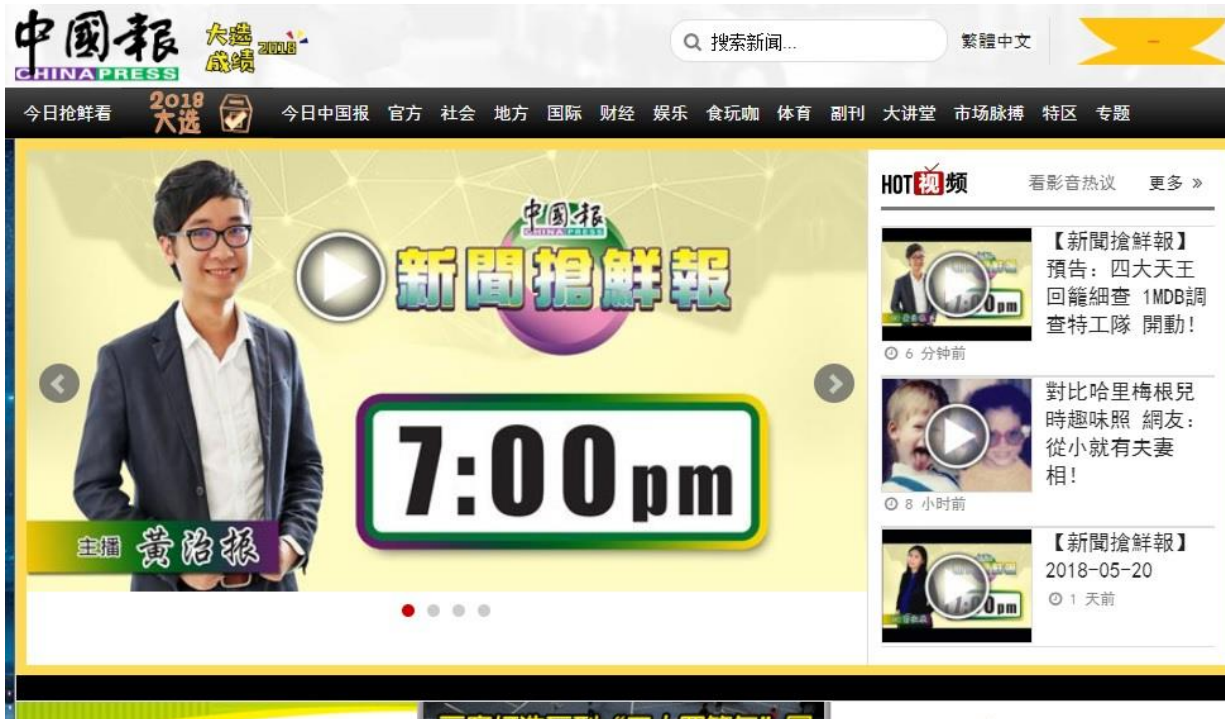 中國報
CHINAPRESS
大选
成绩
2018
搜索新闻...
繁體中文
今日抢鲜看
2018
大选
今日中国报 官方 社会 地方 国际 财经 娱乐 食玩咖 体育 副刊 大讲堂 市场脉搏 特区 专题
中國報
CHINA PRESS
新聞搶鮮報
7:00pm
主播 黃治振
HOT视频
看影音热议
更多 »
【新聞搶鮮報】
預告：四大天王
回籠細查 1MDB調
查特工隊 開動！
6 分钟前
對比哈里梅根兒
時趣味照 網友：
從小就有夫妻
相！
8 小时前
【新聞搶鮮報】
2018-05-20
1 天前